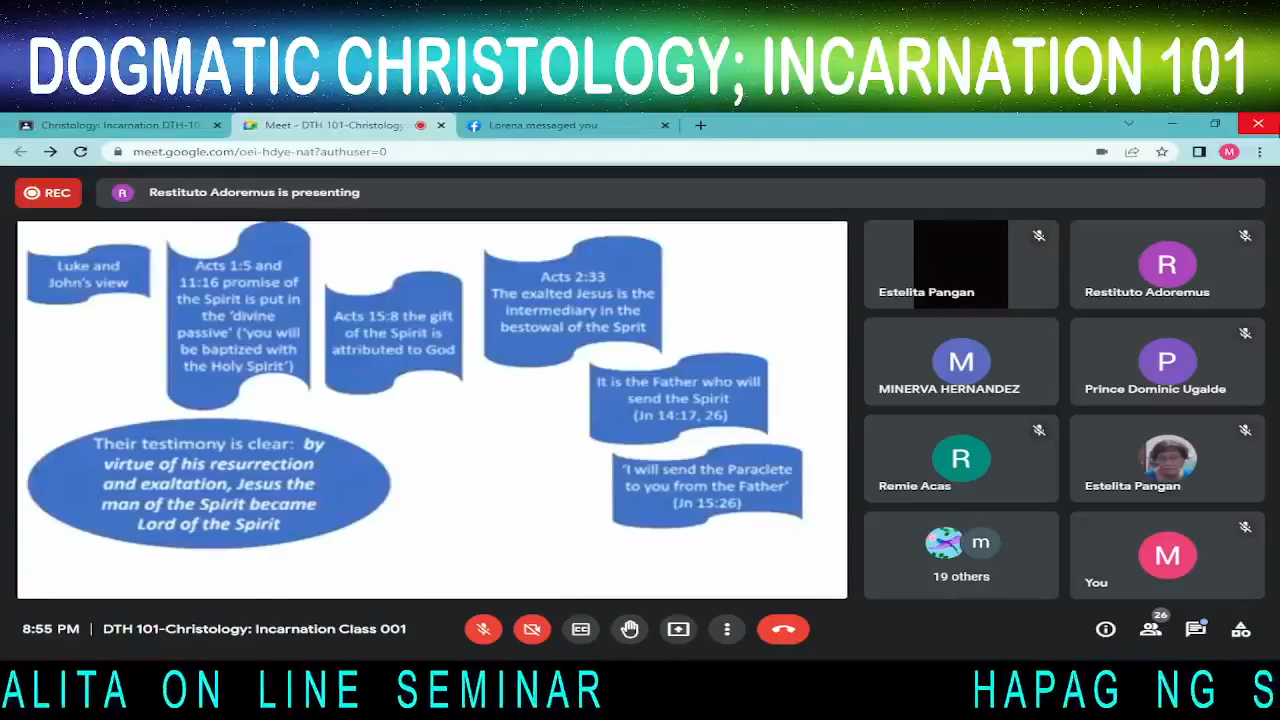 DOGMATIC CHRISTOLOGY; INCARNATION 101
Christology: Incarnation DTH-10
Meet - DTH 101-Christology
Lorena messaged you
meet.google.com/oei-hdye-nat?authuser=0
M
REC
R
Restituto Adoremus is presenting
Luke and
John's view
Acts 1:5 and
11:16 promise of
the Spirit is put in
the 'divine
passive' ('you will
be baptized with
the Holy Spirit')
Acts 15:8 the gift
of the Spirit is
attributed to God
Acts 2:33
The exalted Jesus is the
intermediary in the
bestowal of the Sprit
It is the Father who will
send the Spirit
(Jn 14:17, 26)
'I will send the Paraclete
to you from the Father'
(Jn 15:26)
Their testimony is clear: by
virtue of his resurrection
and exaltation, Jesus the
man of the Spirit became
Lord of the Spirit
Estelita Pangan
R
Restituto Adoremus
M
MINERVA HERNANDEZ
P
Prince Dominic Ugalde
R
Remie Acas
Estelita Pangan
m
19 others
M
You
8:55 PM | DTH 101-Christology: Incarnation Class 001
CC
26
ALITA ON LINE SEMINAR
HAPAG NG S